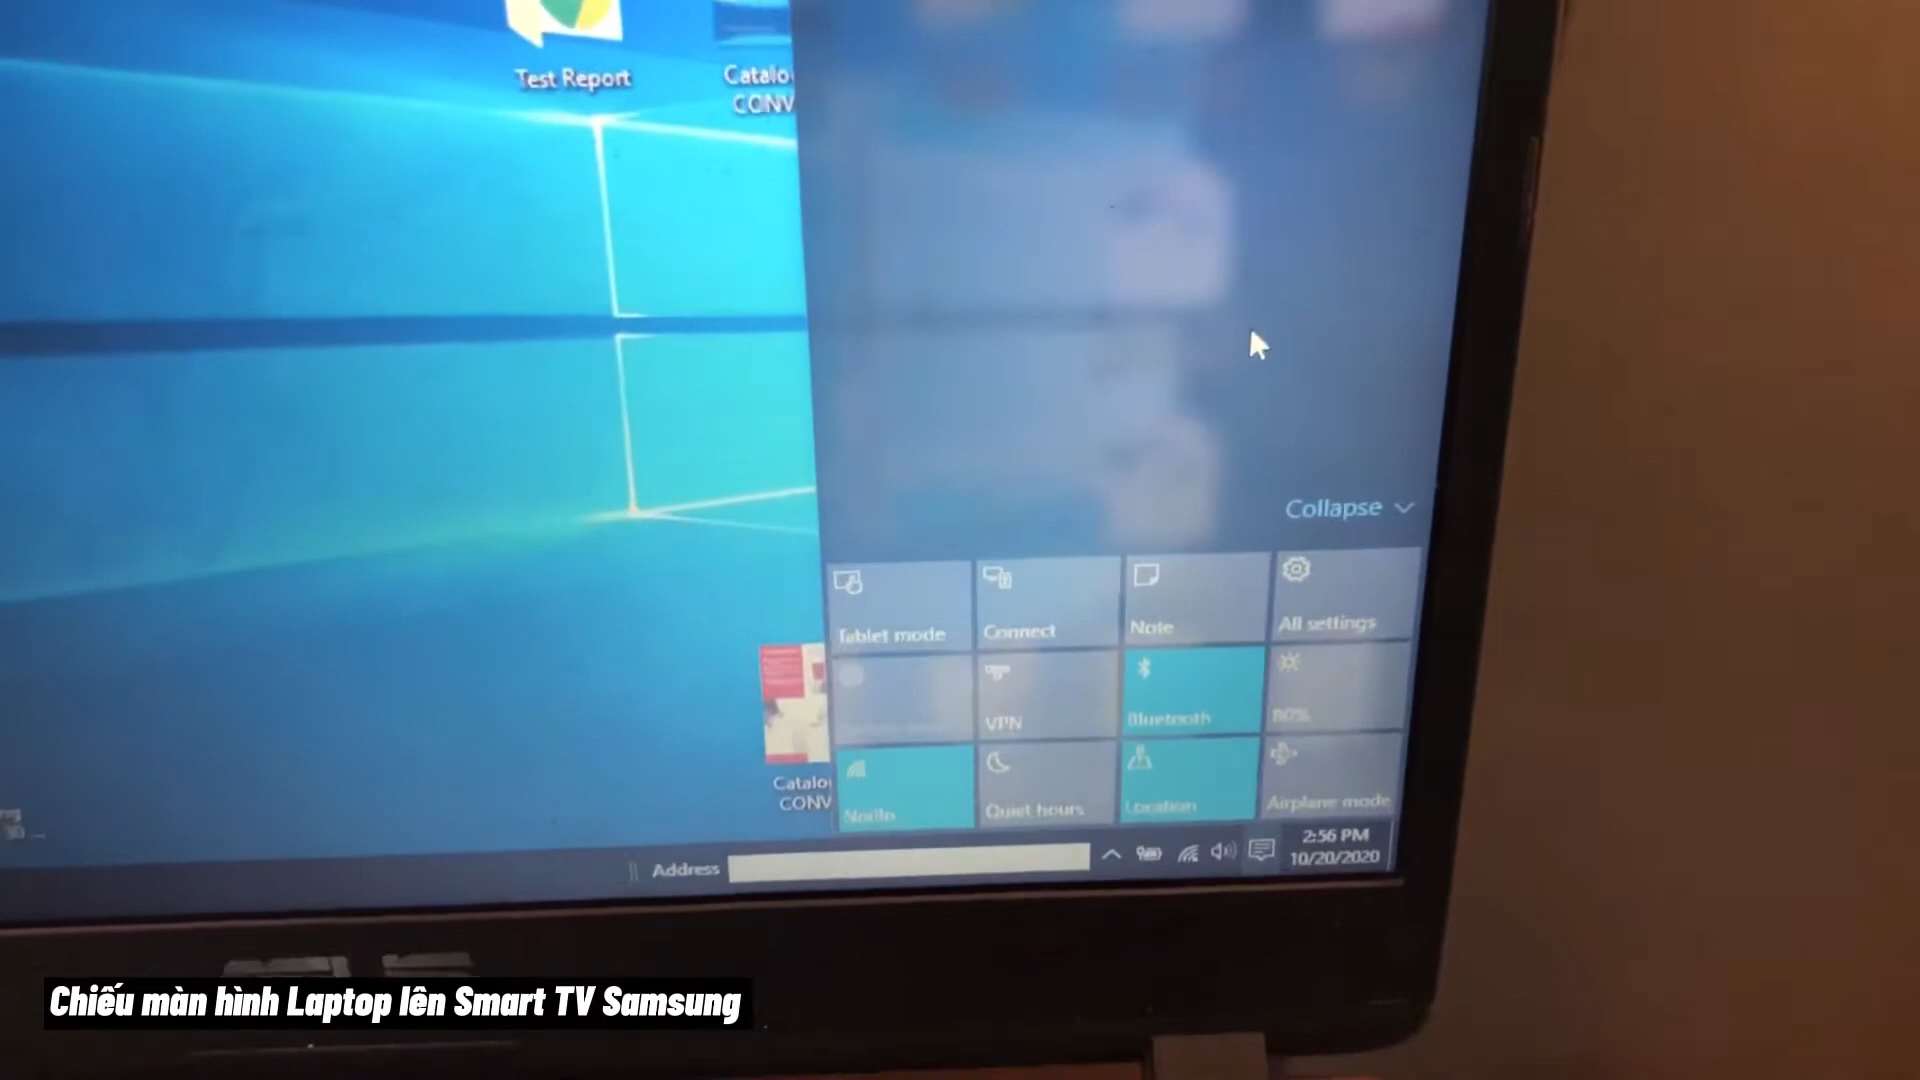 Test Report
Catalo
CONV
Collapse
Tablet mode
Connect
Note
All settings
VPN
Bluetooth
80%
Quiet hours
Location
Airplane mode
Catalo
CONV
Address
2:56 PM
10/20/2020
Chiếu màn hình Laptop lên Smart TV Samsung